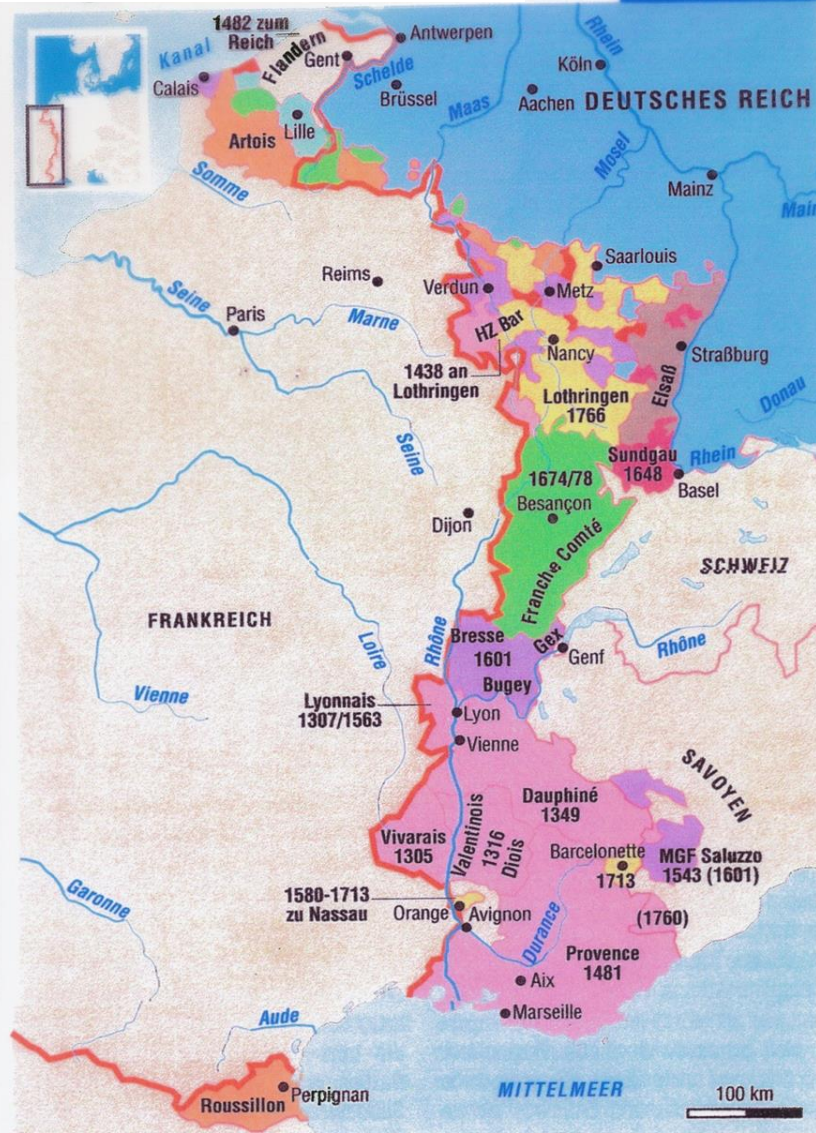 1482 zum
Reich
Flandern
Kanal
Antwerpen
Gent
Calais
Schelde
Brüssel
Köln
Rhein
Aachen
DEUTSCHES REICH
Maas
Lille
Artois
Mosel
Somme
Mainz
Main
Saarlouis
Reims
Verdun
Metz
Seine
Paris
Marne
HZ Bar
Nancy
Straßburg
1438 an
Lothringen
Elsaß
Lothringen
1766
Donau
Seine
Sundgau
1648
Rhein
1674/78
Besançon
Basel
Dijon
Franche Comté
SCHWEIZ
FRANKREICH
Loire
Rhône
Bresse
1601
Gex
Genf
Rhône
Bugey
Vienne
Lyonnais
1307/1563
Lyon
Vienne
SAVOYEN
Dauphiné
1349
Valentinois
1316
Diois
Vivarais
1305
Barcelonette
1713
MGF Saluzzo
1543 (1601)
Garonne
1580-1713
zu Nassau
Orange
Avignon
Durance
(1760)
Provence
1481
Aix
Marseille
Aude
Roussillon
Perpignan
MITTELMEER
100 km